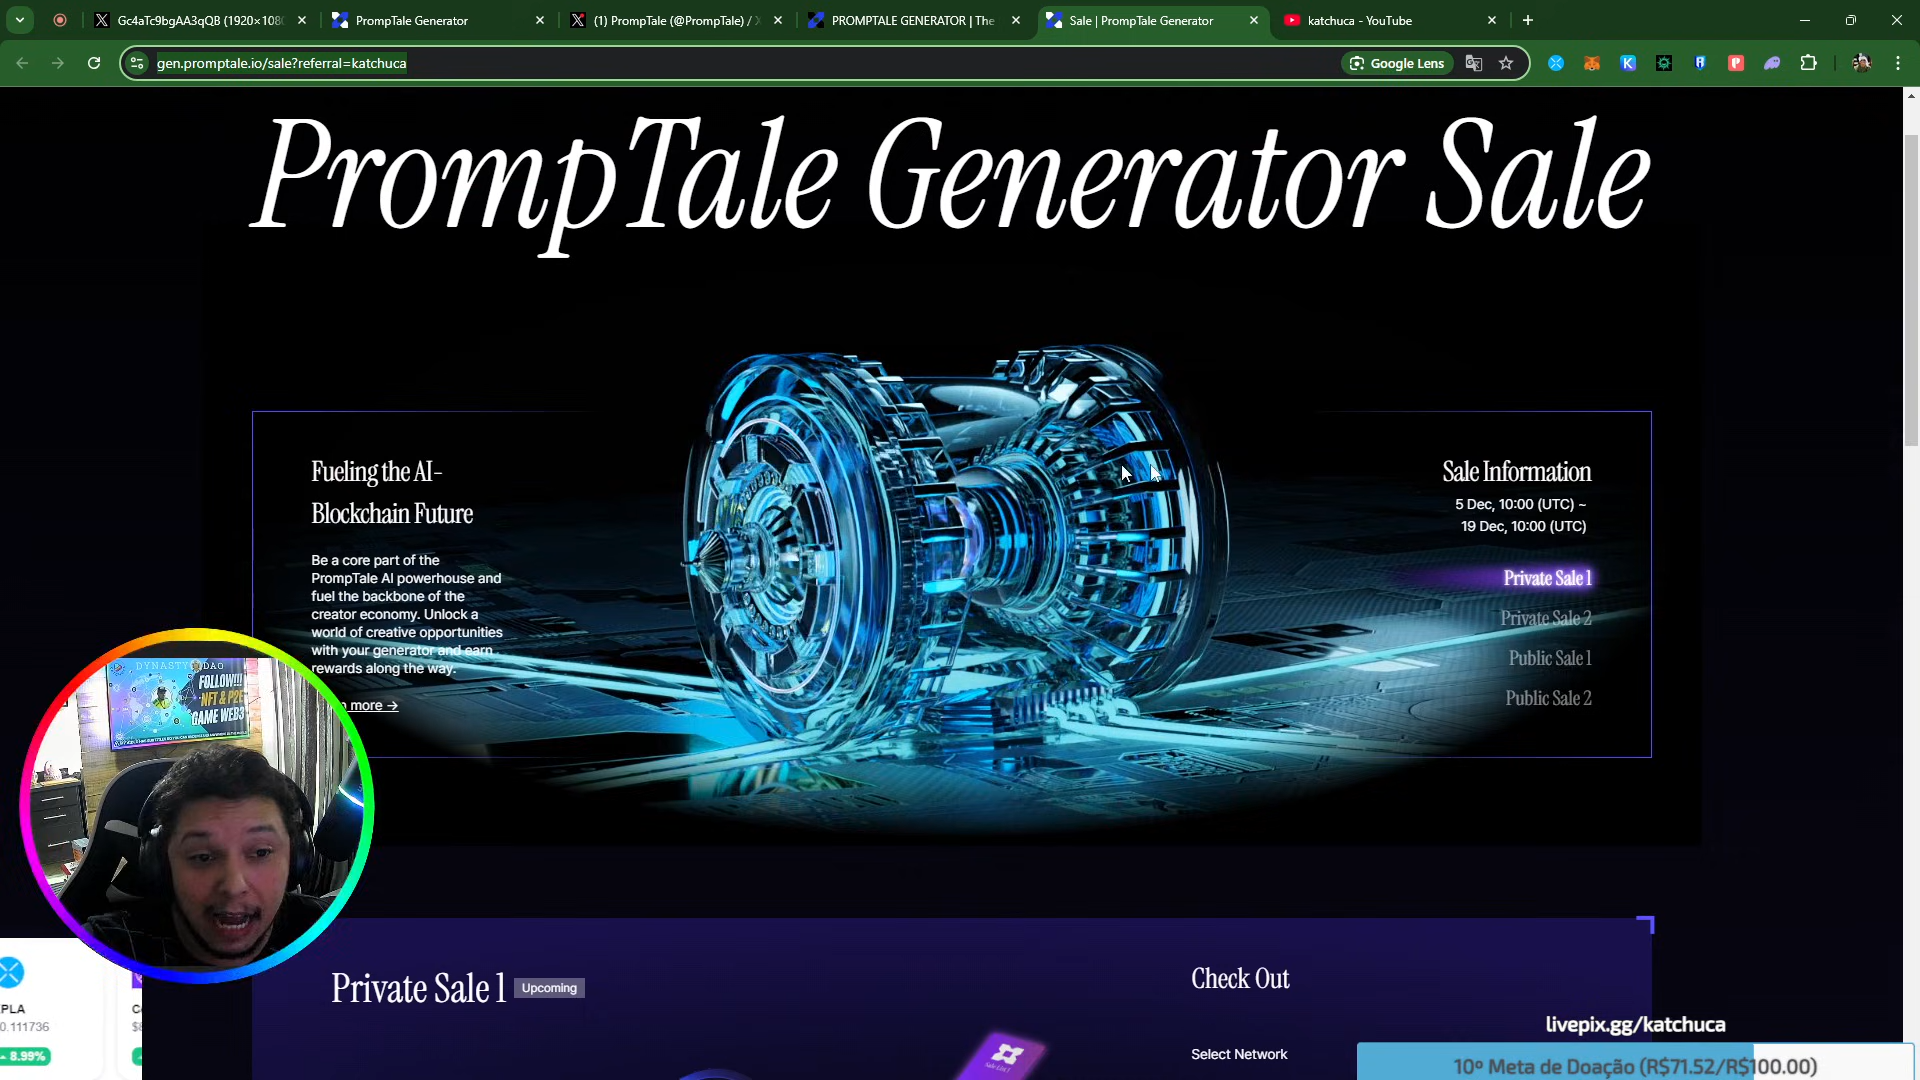 Gc4aTc9bgAA3qQB (1920×108
PrompTale Generator
(1) PrompTale (@PrompTale) / X
PROMPTALE GENERATOR | The
Sale | PrompTale Generator
katchuca - YouTube
gen.promptale.io/sale?referral=katchuca
Google Lens
PrompTale Generator Sale
Fueling the AI-
Blockchain Future
Be a core part of the
PrompTale AI powerhouse and
fuel the backbone of the
creator economy. Unlock a
world of creative opportunities
with your generator and earn
rewards along the way.
more →
Sale Information
5 Dec, 10:00 (UTC) ~
19 Dec, 10:00 (UTC)
Private Sale 1
Private Sale 2
Public Sale 1
Public Sale 2
DYNASTY DAO
FOLLOW!!!
NFT & P2E
GAME WEB3
Private Sale 1
Upcoming
Check Out
Select Network
PLA
0.111736
8.99%
livepix.gg/katchuca
10º Meta de Doação (R$71.52/R$100.00)